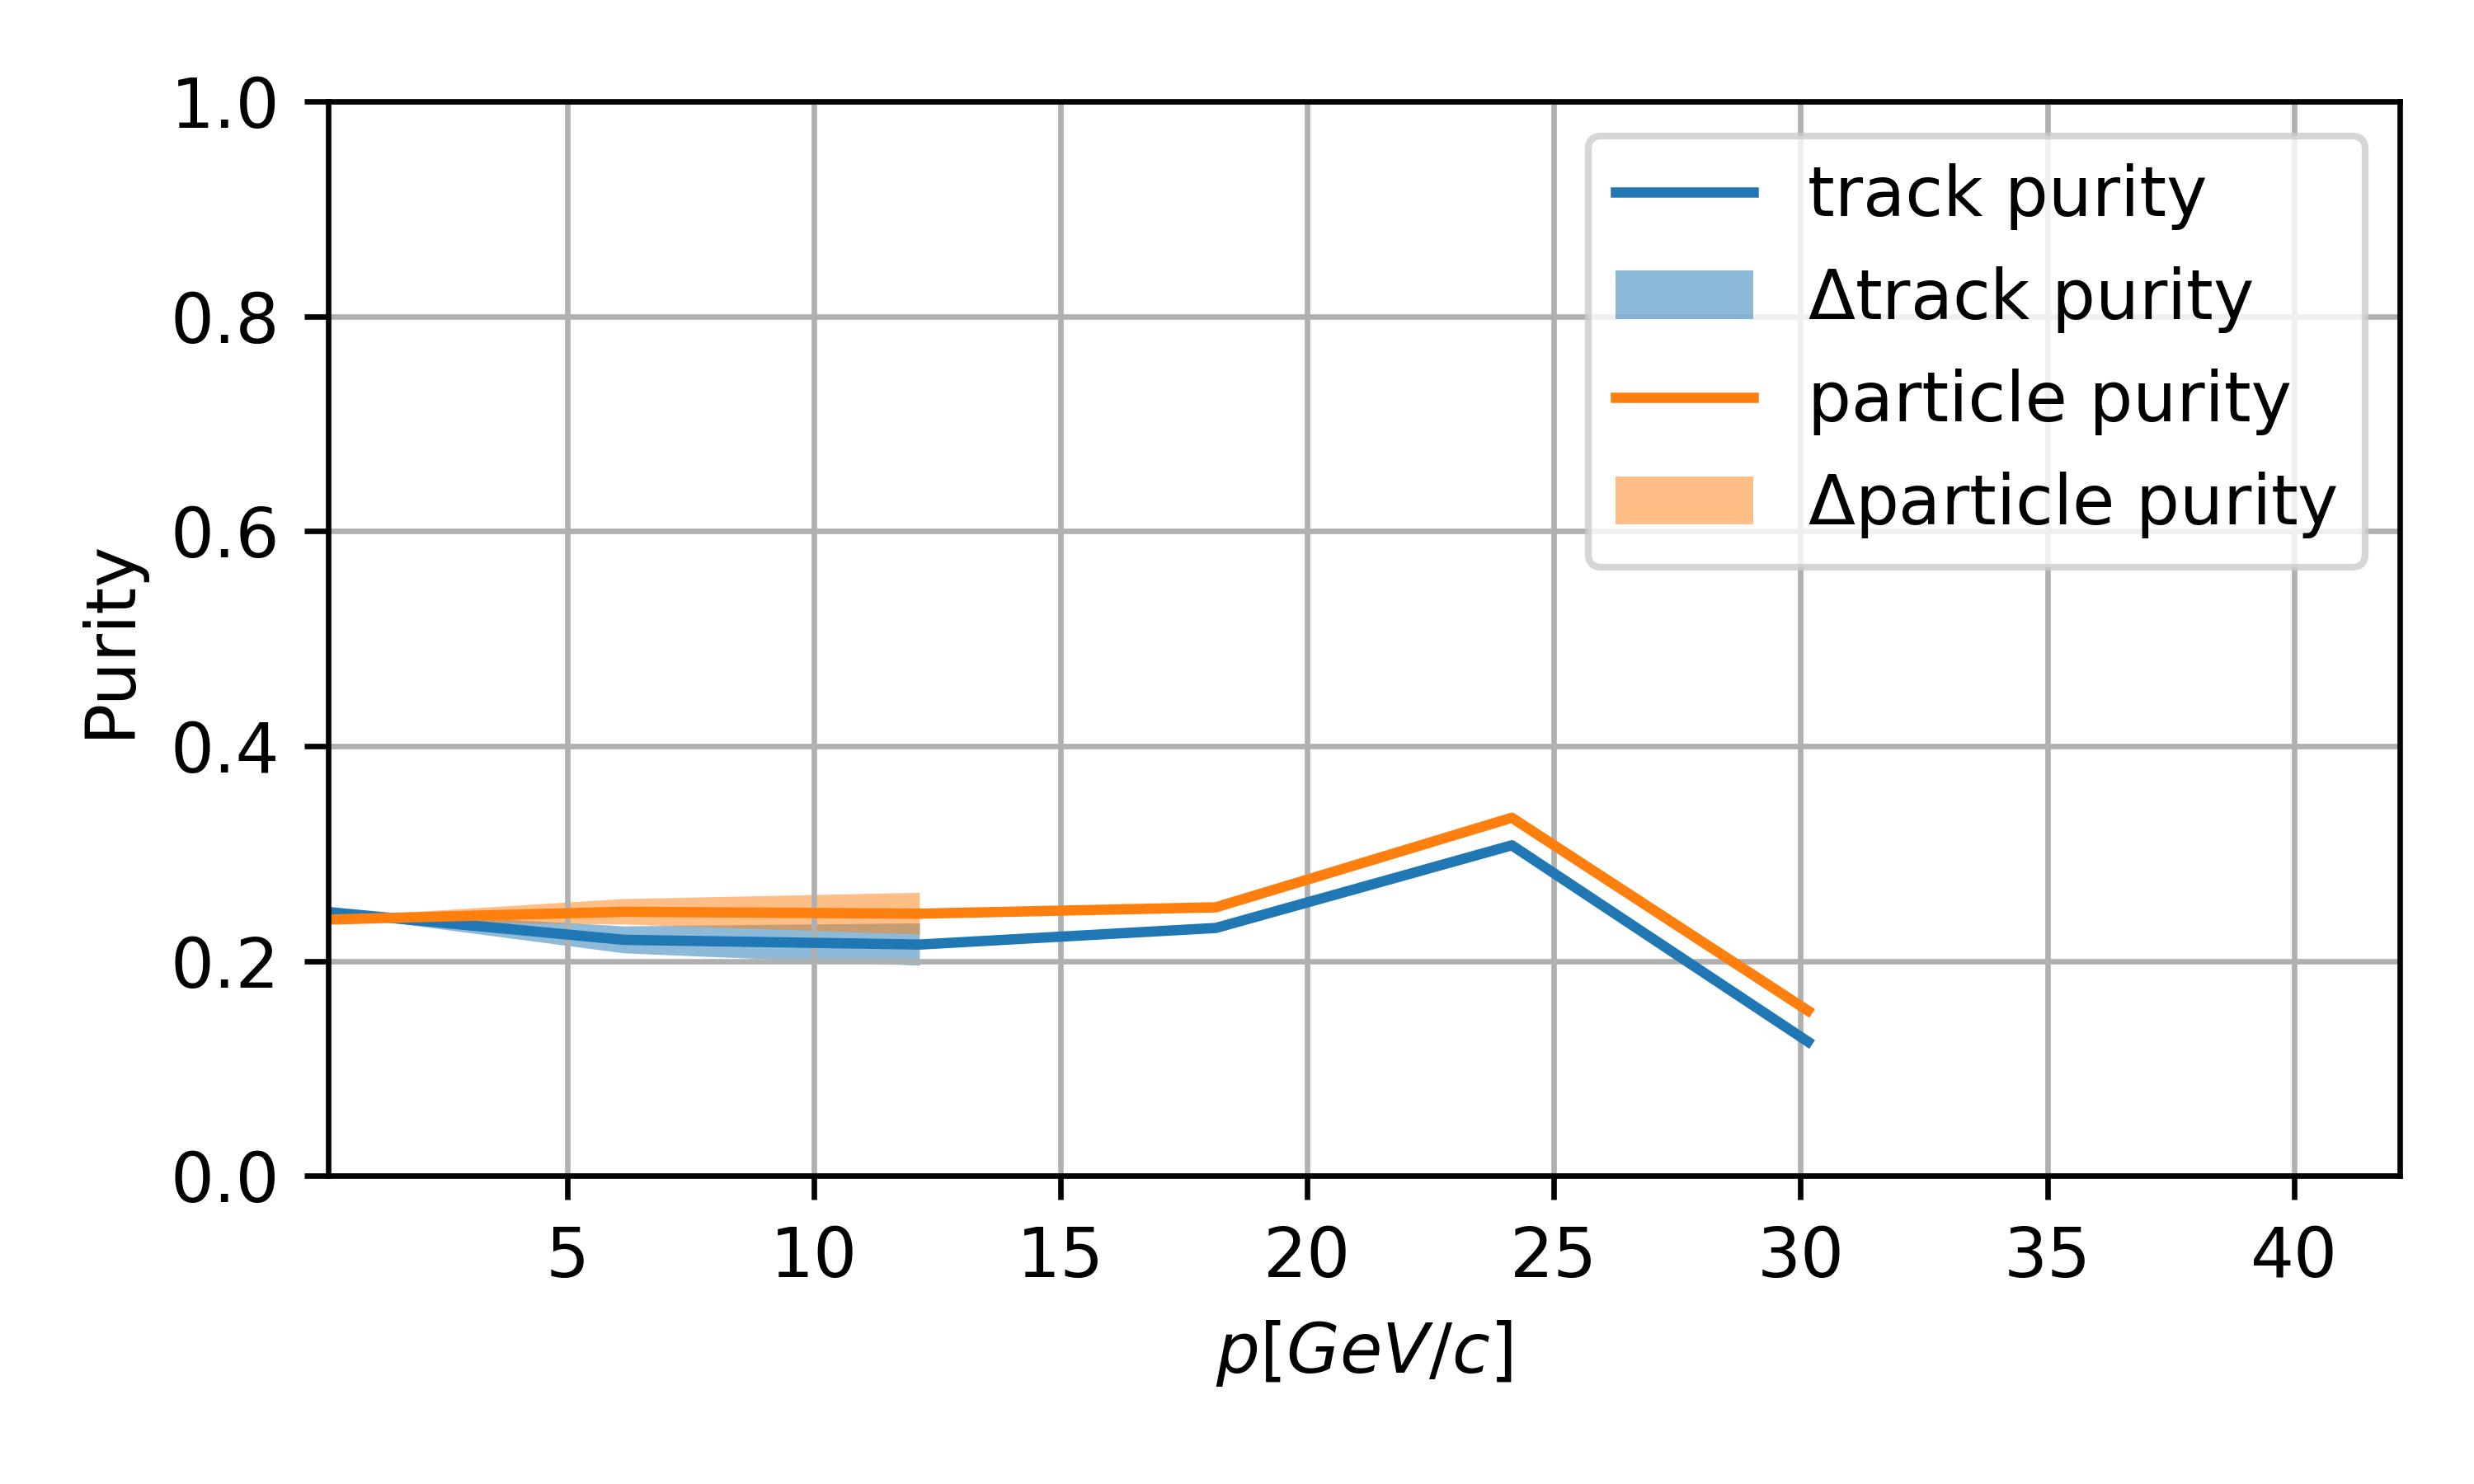 1.0
0.8
0.6
0.4
0.2
0.0
Purity
track purity
Δtrack purity
particle purity
Δparticle purity
5 10 15 20 25 30 35 40
p[GeV/c]